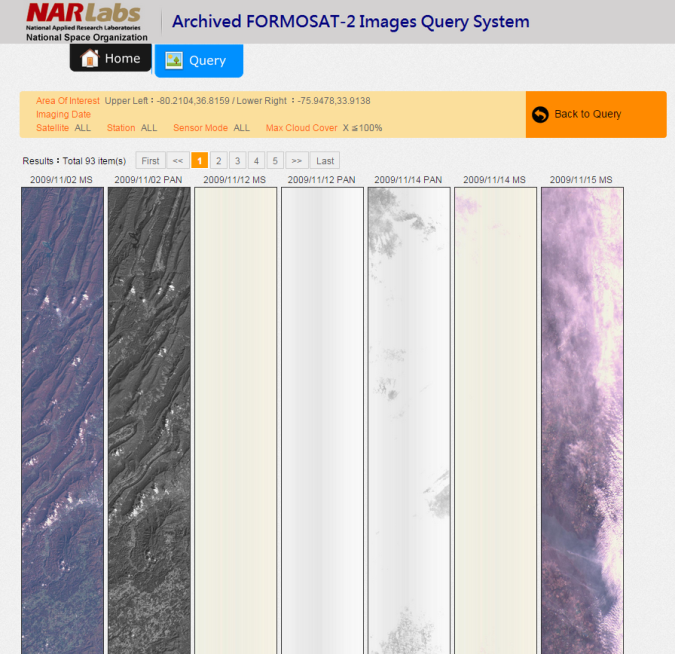 NARLabs
National Applied Research Laboratories
National Space Organization
Archived FORMOSAT-2 Images Query System
Home
Query
Area Of Interest Upper Left：-80.2104,36.8159 / Lower Right ：-75.9478,33.9138
Imaging Date
Satellite ALL Station ALL Sensor Mode ALL Max Cloud Cover X ≦100%
Back to Query
Results：Total 93 item(s) First << 1 2 3 4 5 >> Last
2009/11/02 MS 2009/11/02 PAN 2009/11/12 MS 2009/11/12 PAN 2009/11/14 PAN 2009/11/14 MS 2009/11/15 MS